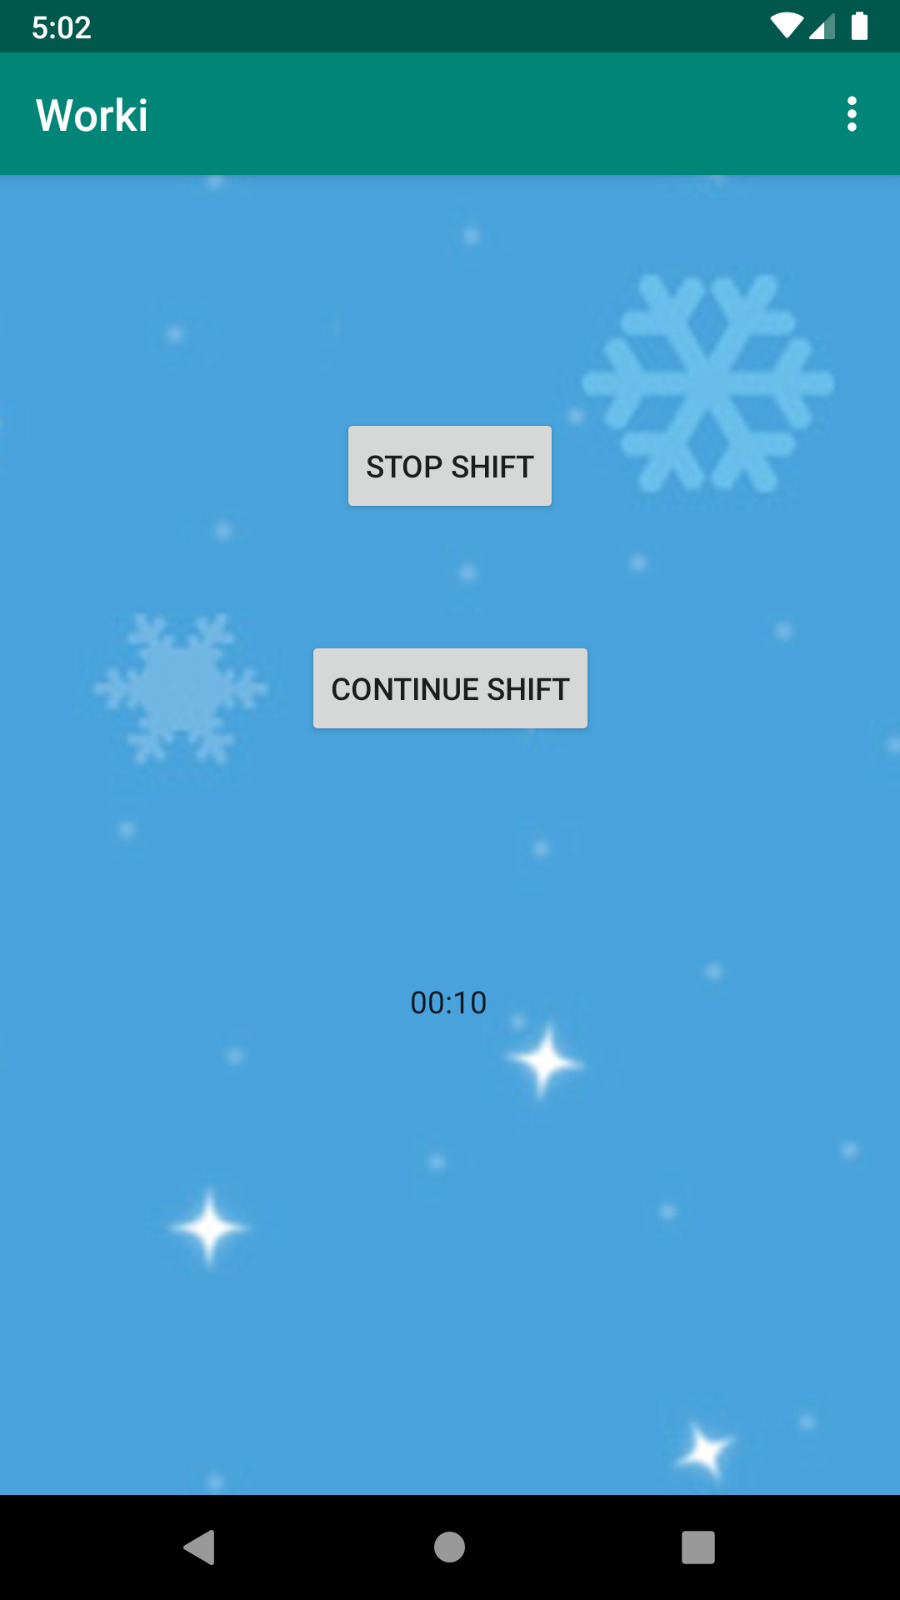 5:02
Worki
STOP SHIFT
CONTINUE SHIFT
00:10